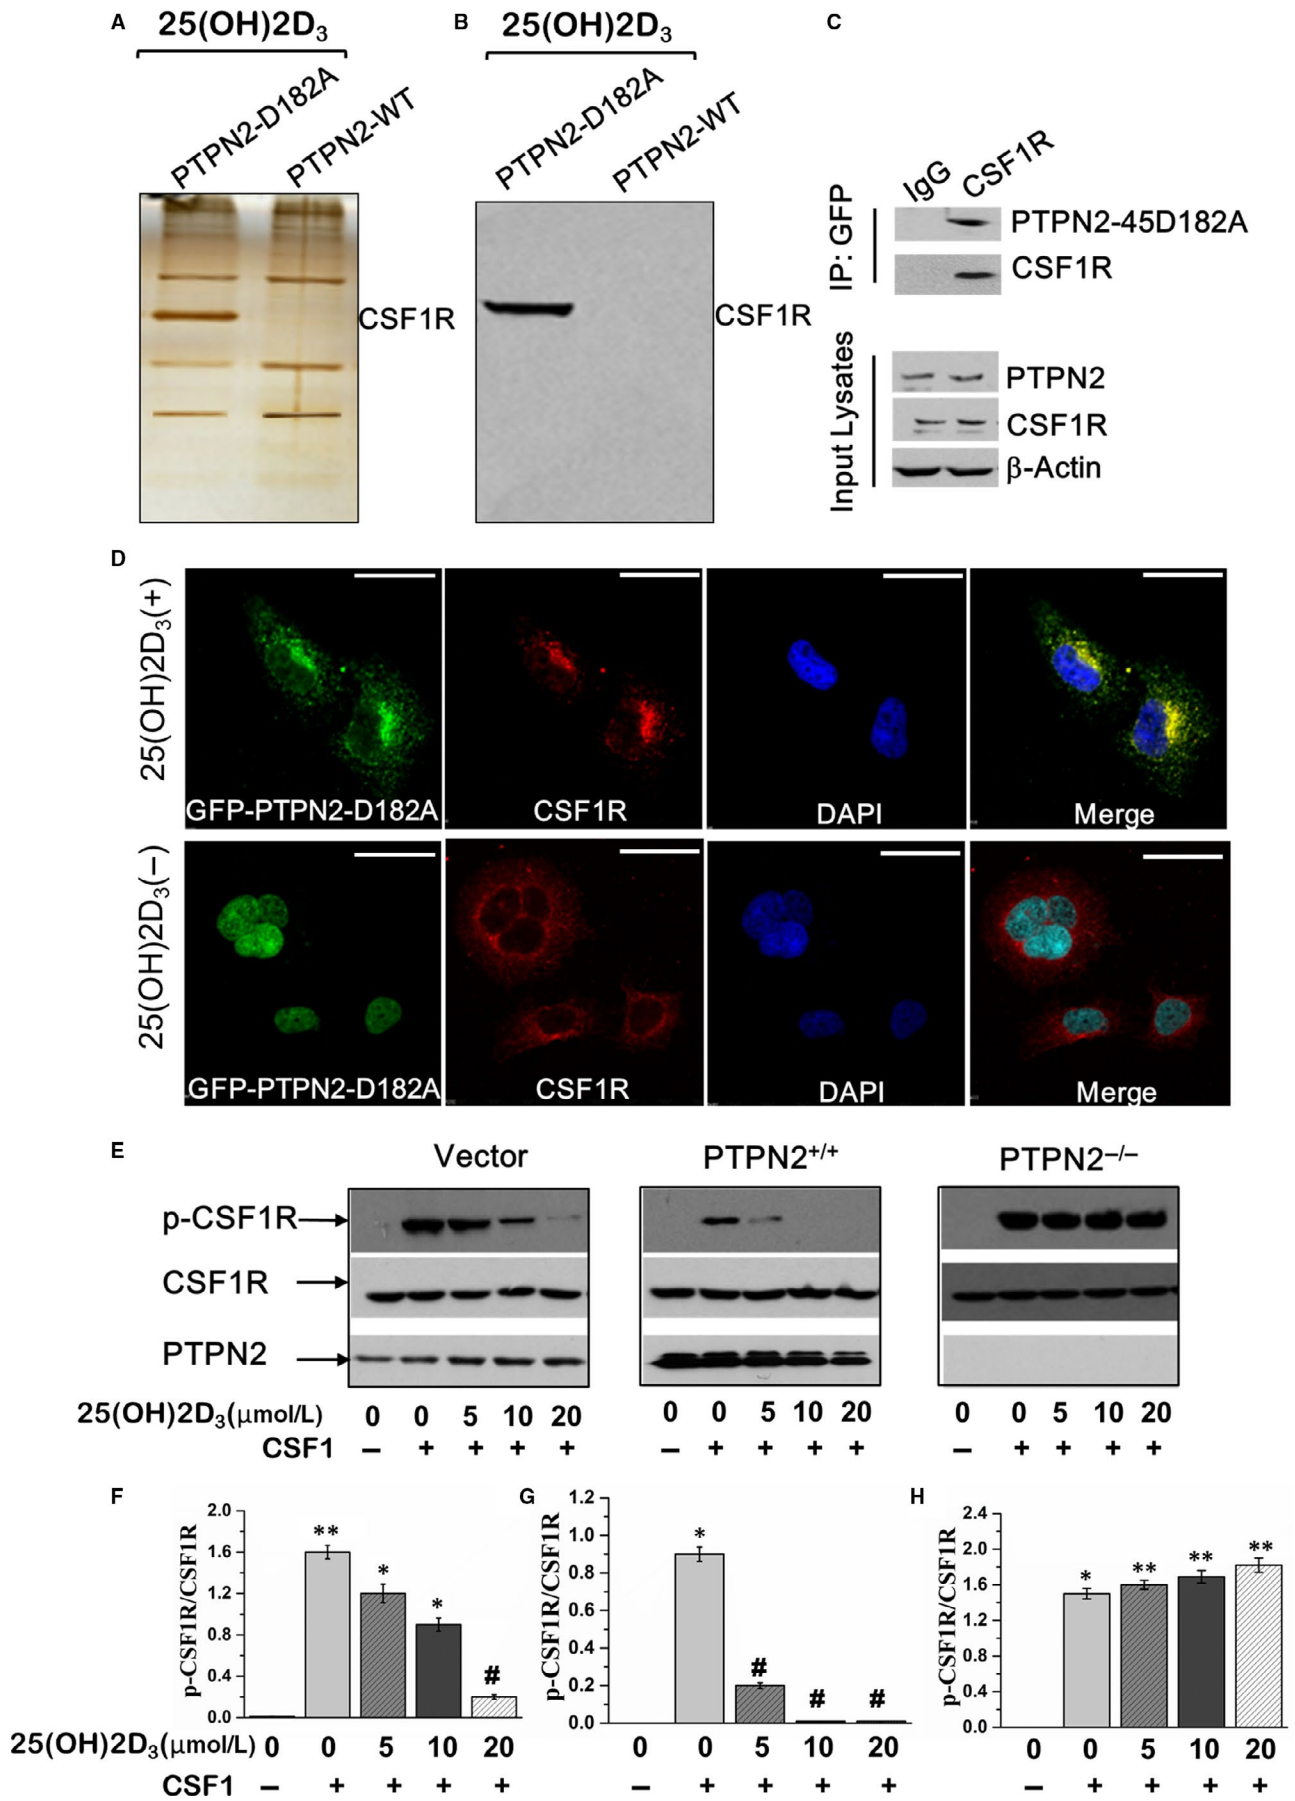 A
25(OH)2D3
PTPN2-D182A
PTPN2-WT
CSF1R
B
25(OH)2D3
PTPN2-D182A
PTPN2-WT
CSF1R
C
IgG
CSF1R
IP: GFP
PTPN2-45D182A
CSF1R
Input Lysates
PTPN2
CSF1R
β-Actin
D
25(OH)2D3(+)
GFP-PTPN2-D182A
CSF1R
DAPI
Merge
25(OH)2D3(–)
GFP-PTPN2-D182A
CSF1R
DAPI
Merge
E
Vector
PTPN2+/+
PTPN2–/–
p-CSF1R
CSF1R
PTPN2
25(OH)2D3(μmol/L) 0 0 5 10 20 0 0 5 10 20 0 0 5 10 20
CSF1 – + + + + – + + + + – + + + +
F
p-CSF1R/CSF1R
2.0
1.6
1.2
0.8
0.4
0.0
** * * #
G
p-CSF1R/CSF1R
1.2
1.0
0.8
0.6
0.4
0.2
0.0
* # # #
H
p-CSF1R/CSF1R
2.4
2.0
1.6
1.2
0.8
0.4
0.0
* ** ** **
25(OH)2D3(μmol/L) 0 0 5 10 20 0 0 5 10 20 0 0 5 10 20
CSF1 – + + + + – + + + + – + + + +